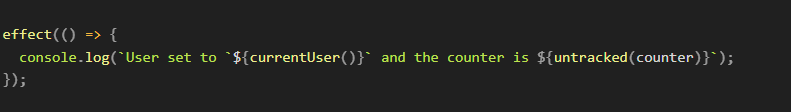 effect(() => {
  console.log(`User set to `${currentUser()}` and the counter is ${untracked(counter)}`);
});